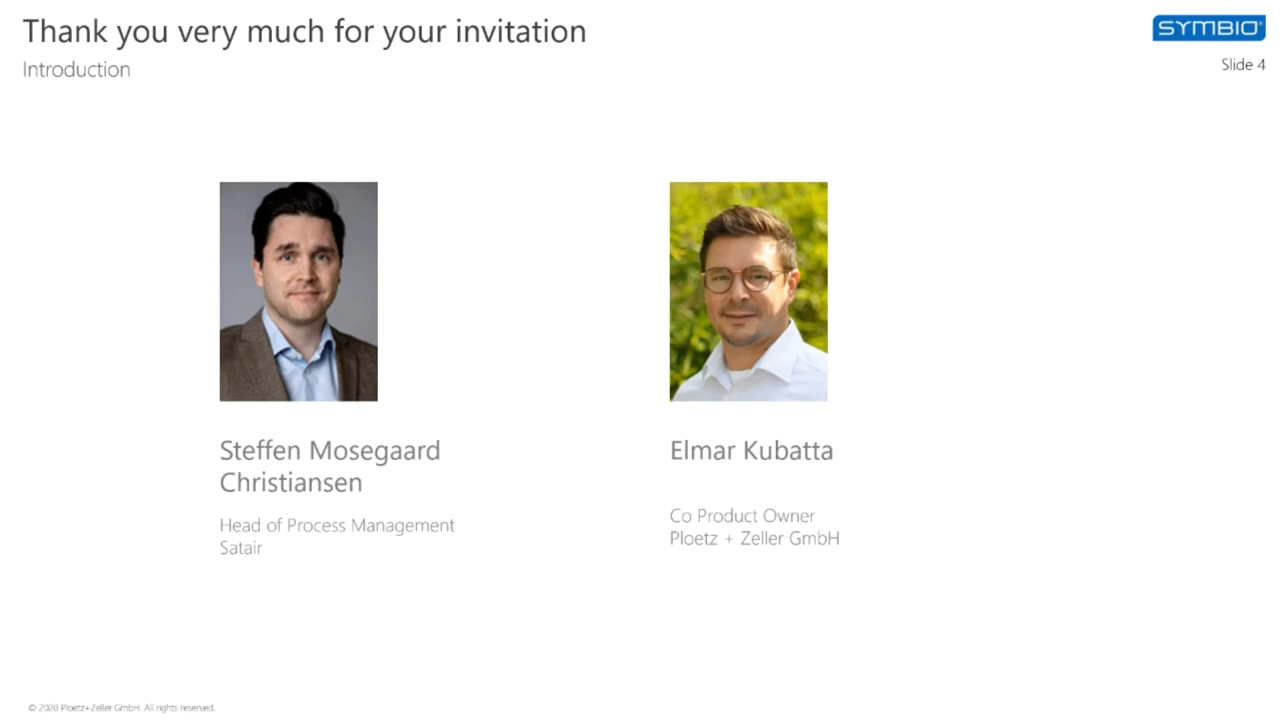 Thank you very much for your invitation
Introduction
SYMBIO®
Slide 4
Steffen Mosegaard
Christiansen
Head of Process Management
Satair
Elmar Kubatta
Co Product Owner
Ploetz + Zeller GmbH
© 2020 Ploetz+Zeller GmbH. All rights reserved.